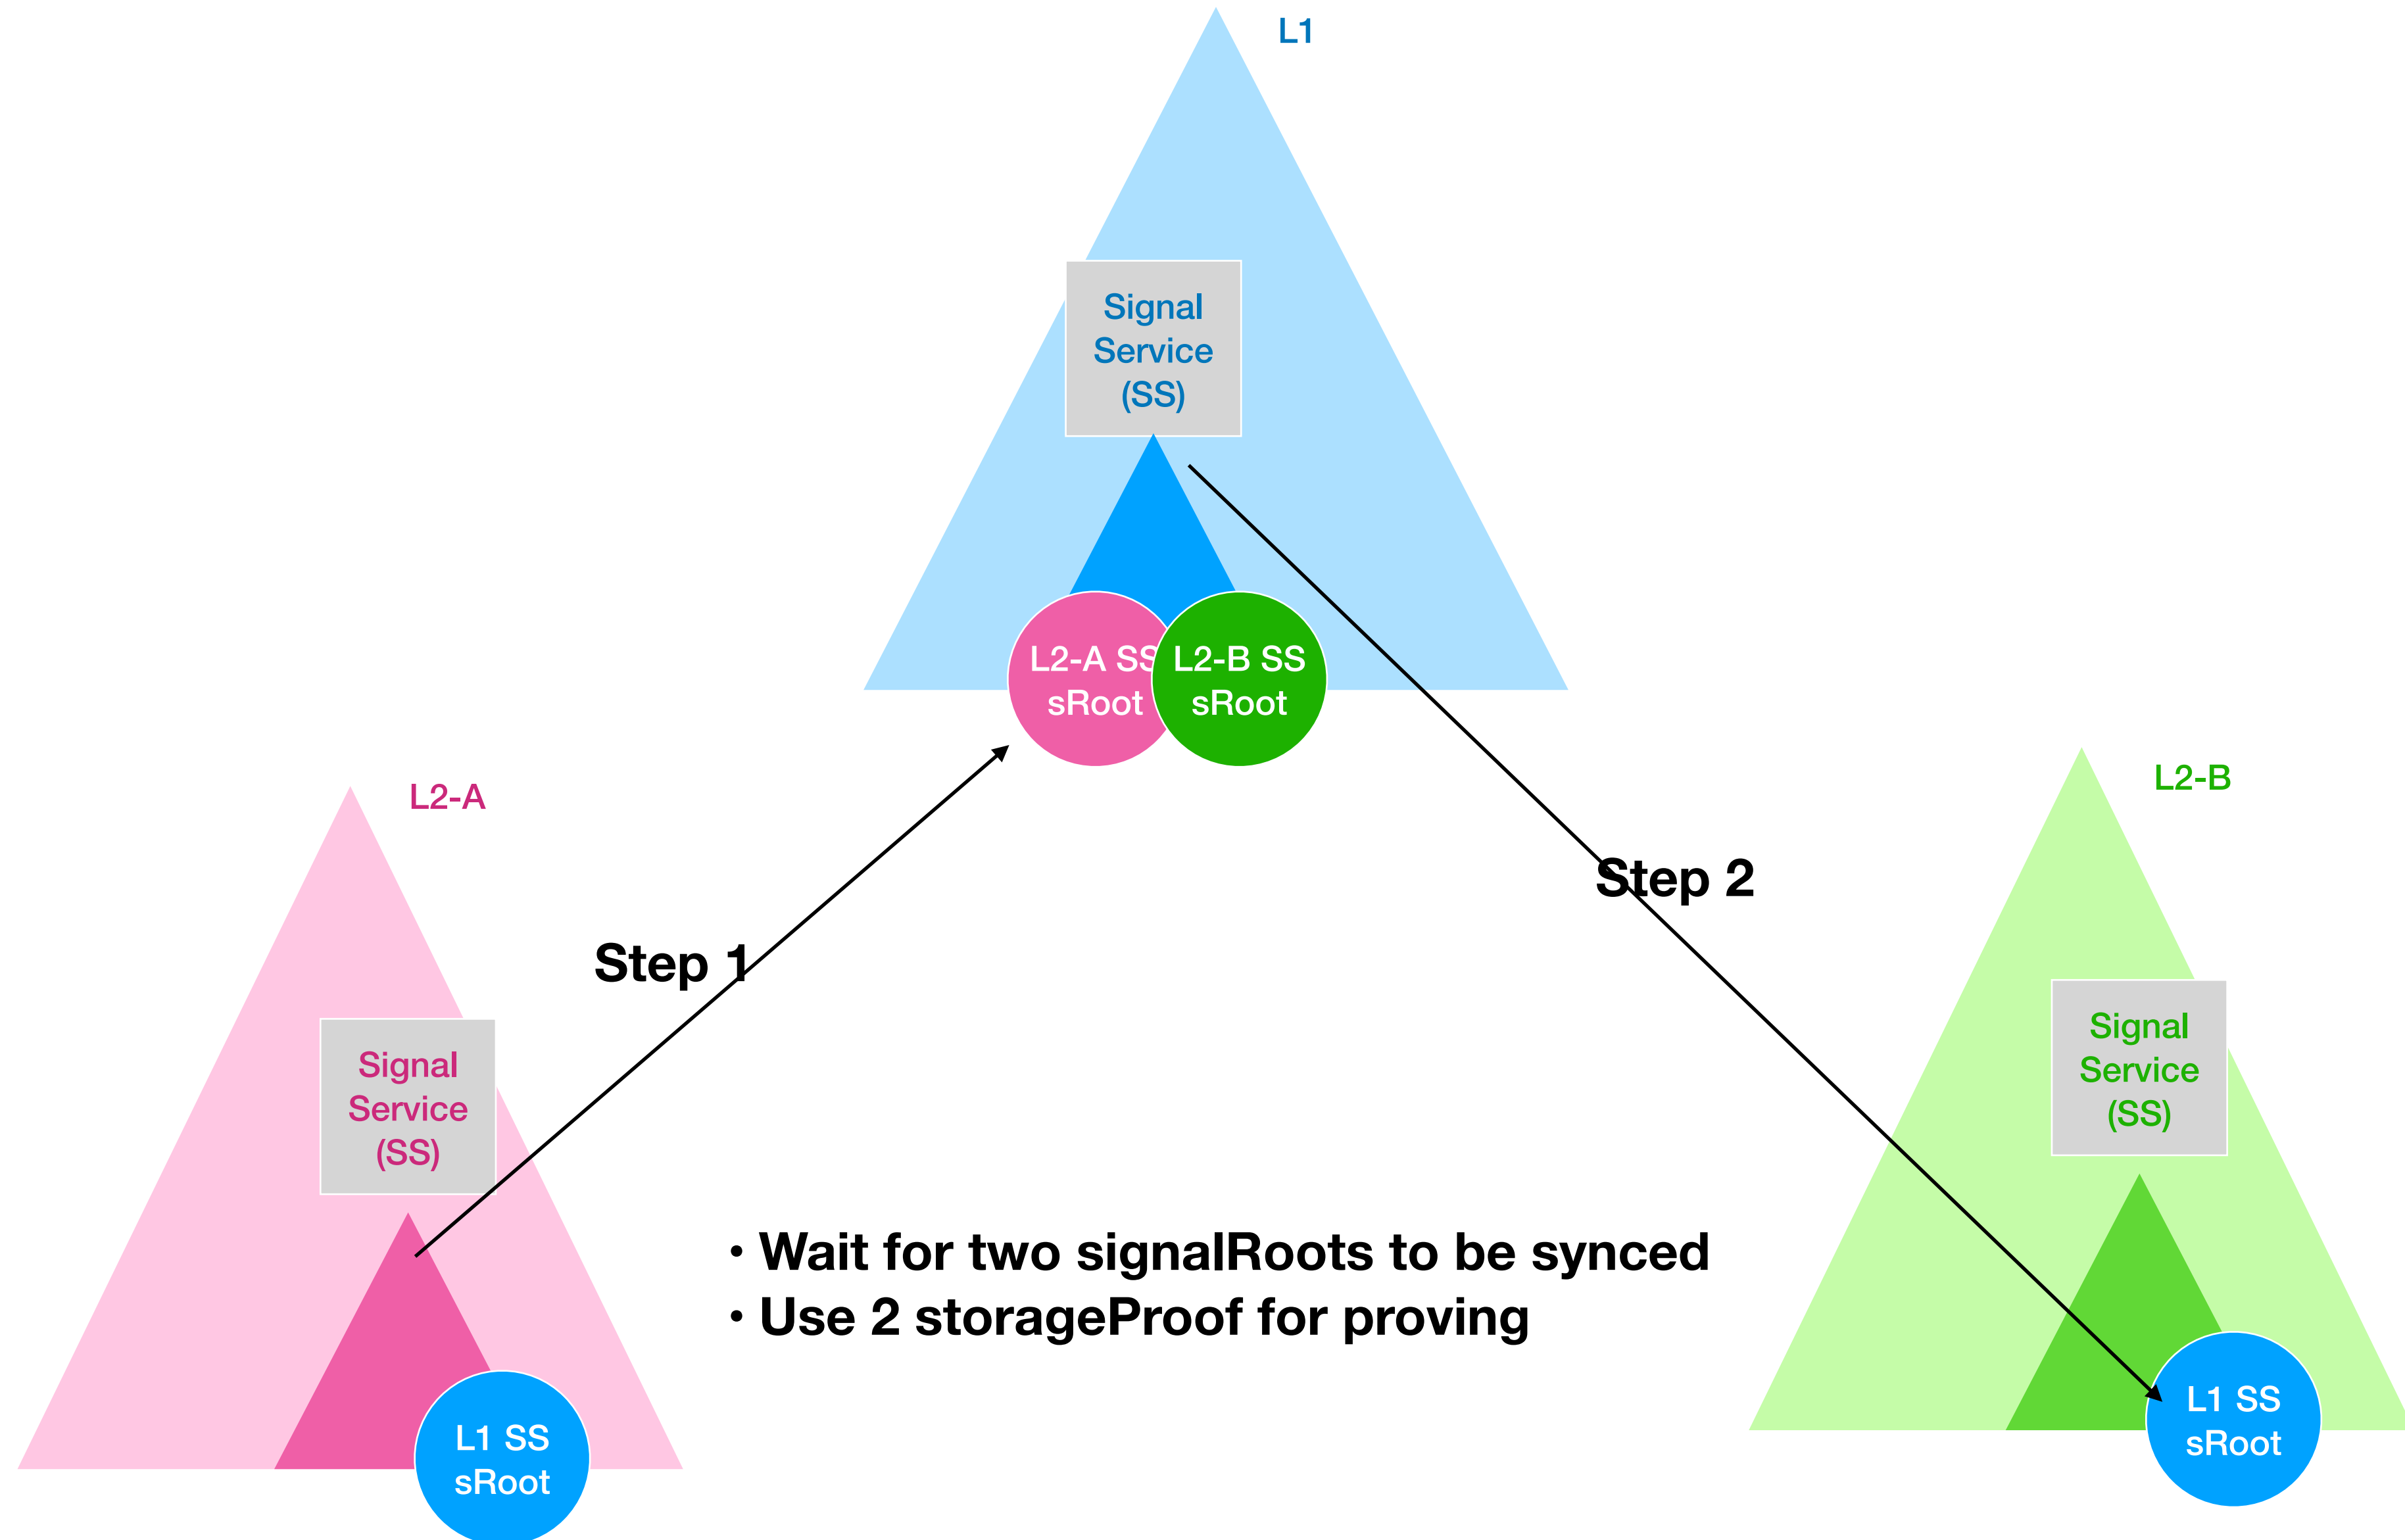 L1
Signal
Service
(SS)
L2-A SS
sRoot
L2-B SS
sRoot
L2-A
L2-B
Step 2
Step 1
Signal
Service
(SS)
Signal
Service
(SS)
• Wait for two signalRoots to be synced
• Use 2 storageProof for proving
L1 SS
sRoot
L1 SS
sRoot